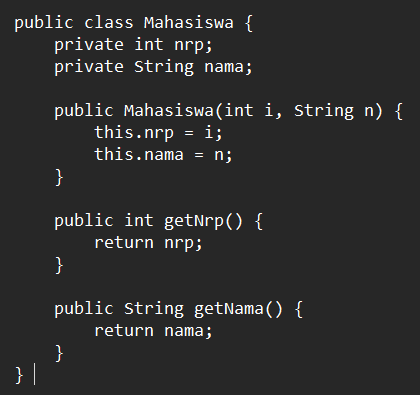 public class Mahasiswa {
    private int nrp;
    private String nama;

    public Mahasiswa(int i, String n) {
        this.nrp = i;
        this.nama = n;
    }

    public int getNrp() {
        return nrp;
    }

    public String getNama() {
        return nama;
    }
}